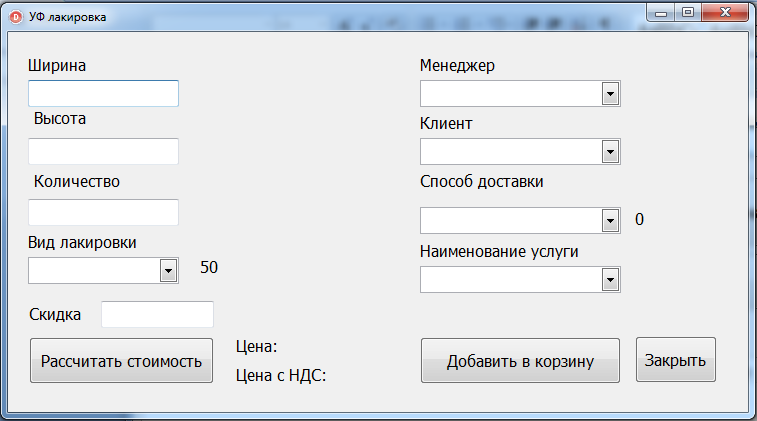 УФ лакировка
Ширина
Высота
Количество
Вид лакировки
50
Скидка
Рассчитать стоимость
Цена:
Цена с НДС:
Менеджер
Клиент
Способ доставки
0
Наименование услуги
Добавить в корзину
Закрыть